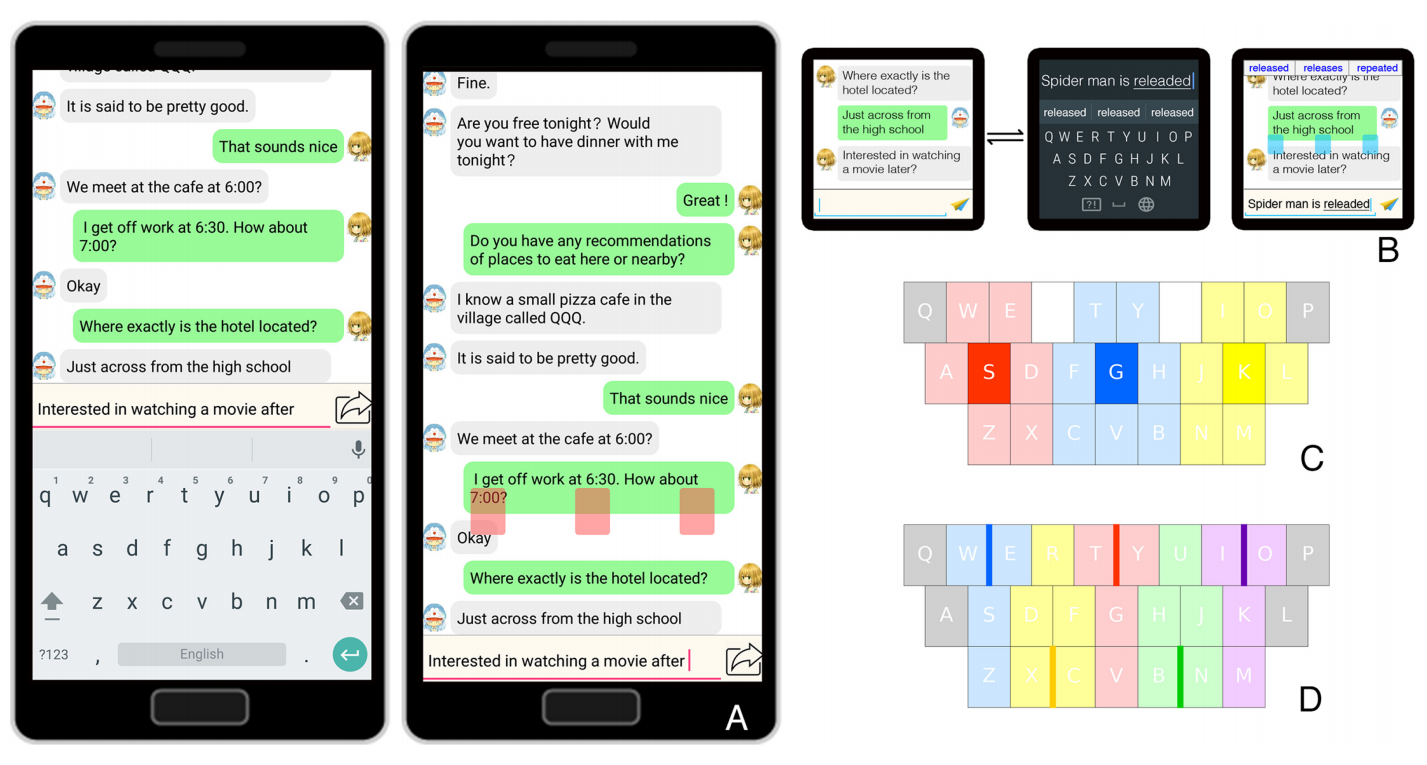 It is said to be pretty good.
That sounds nice
We meet at the cafe at 6:00?
I get off work at 6:30. How about
7:00?
Okay
Where exactly is the hotel located?
Just across from the high school
Interested in watching a movie after
1 2 3 4 5 6 7 8 9 0
q w e r t y u i o p
a s d f g h j k l
z x c v b n m
?123 , English .
Fine.
Are you free tonight? Would
you want to have dinner with me
tonight?
Great !
Do you have any recommendations
of places to eat here or nearby?
I know a small pizza cafe in the
village called QQQ.
It is said to be pretty good.
That sounds nice
We meet at the cafe at 6:00?
I get off work at 6:30. How about
7:00?
Okay
Where exactly is the hotel located?
Just across from the high school
Interested in watching a movie after
A
Where exactly is the
hotel located?
Just across from
the high school
Interested in watching
a movie later?
Spider man is releaded
released released released
Q W E R T Y U I O P
A S D F G H J K L
Z X C V B N M
?!
released releases repeated
Where exactly is the
hotel located?
Just across from
the high school
Interested in watching
a movie later?
Spider man is releaded
B
Q W E T Y I O P
A S D F G H J K L
Z X C V B N M
C
Q W E R T Y U I O P
A S D F G H J K L
Z X C V B N M
D